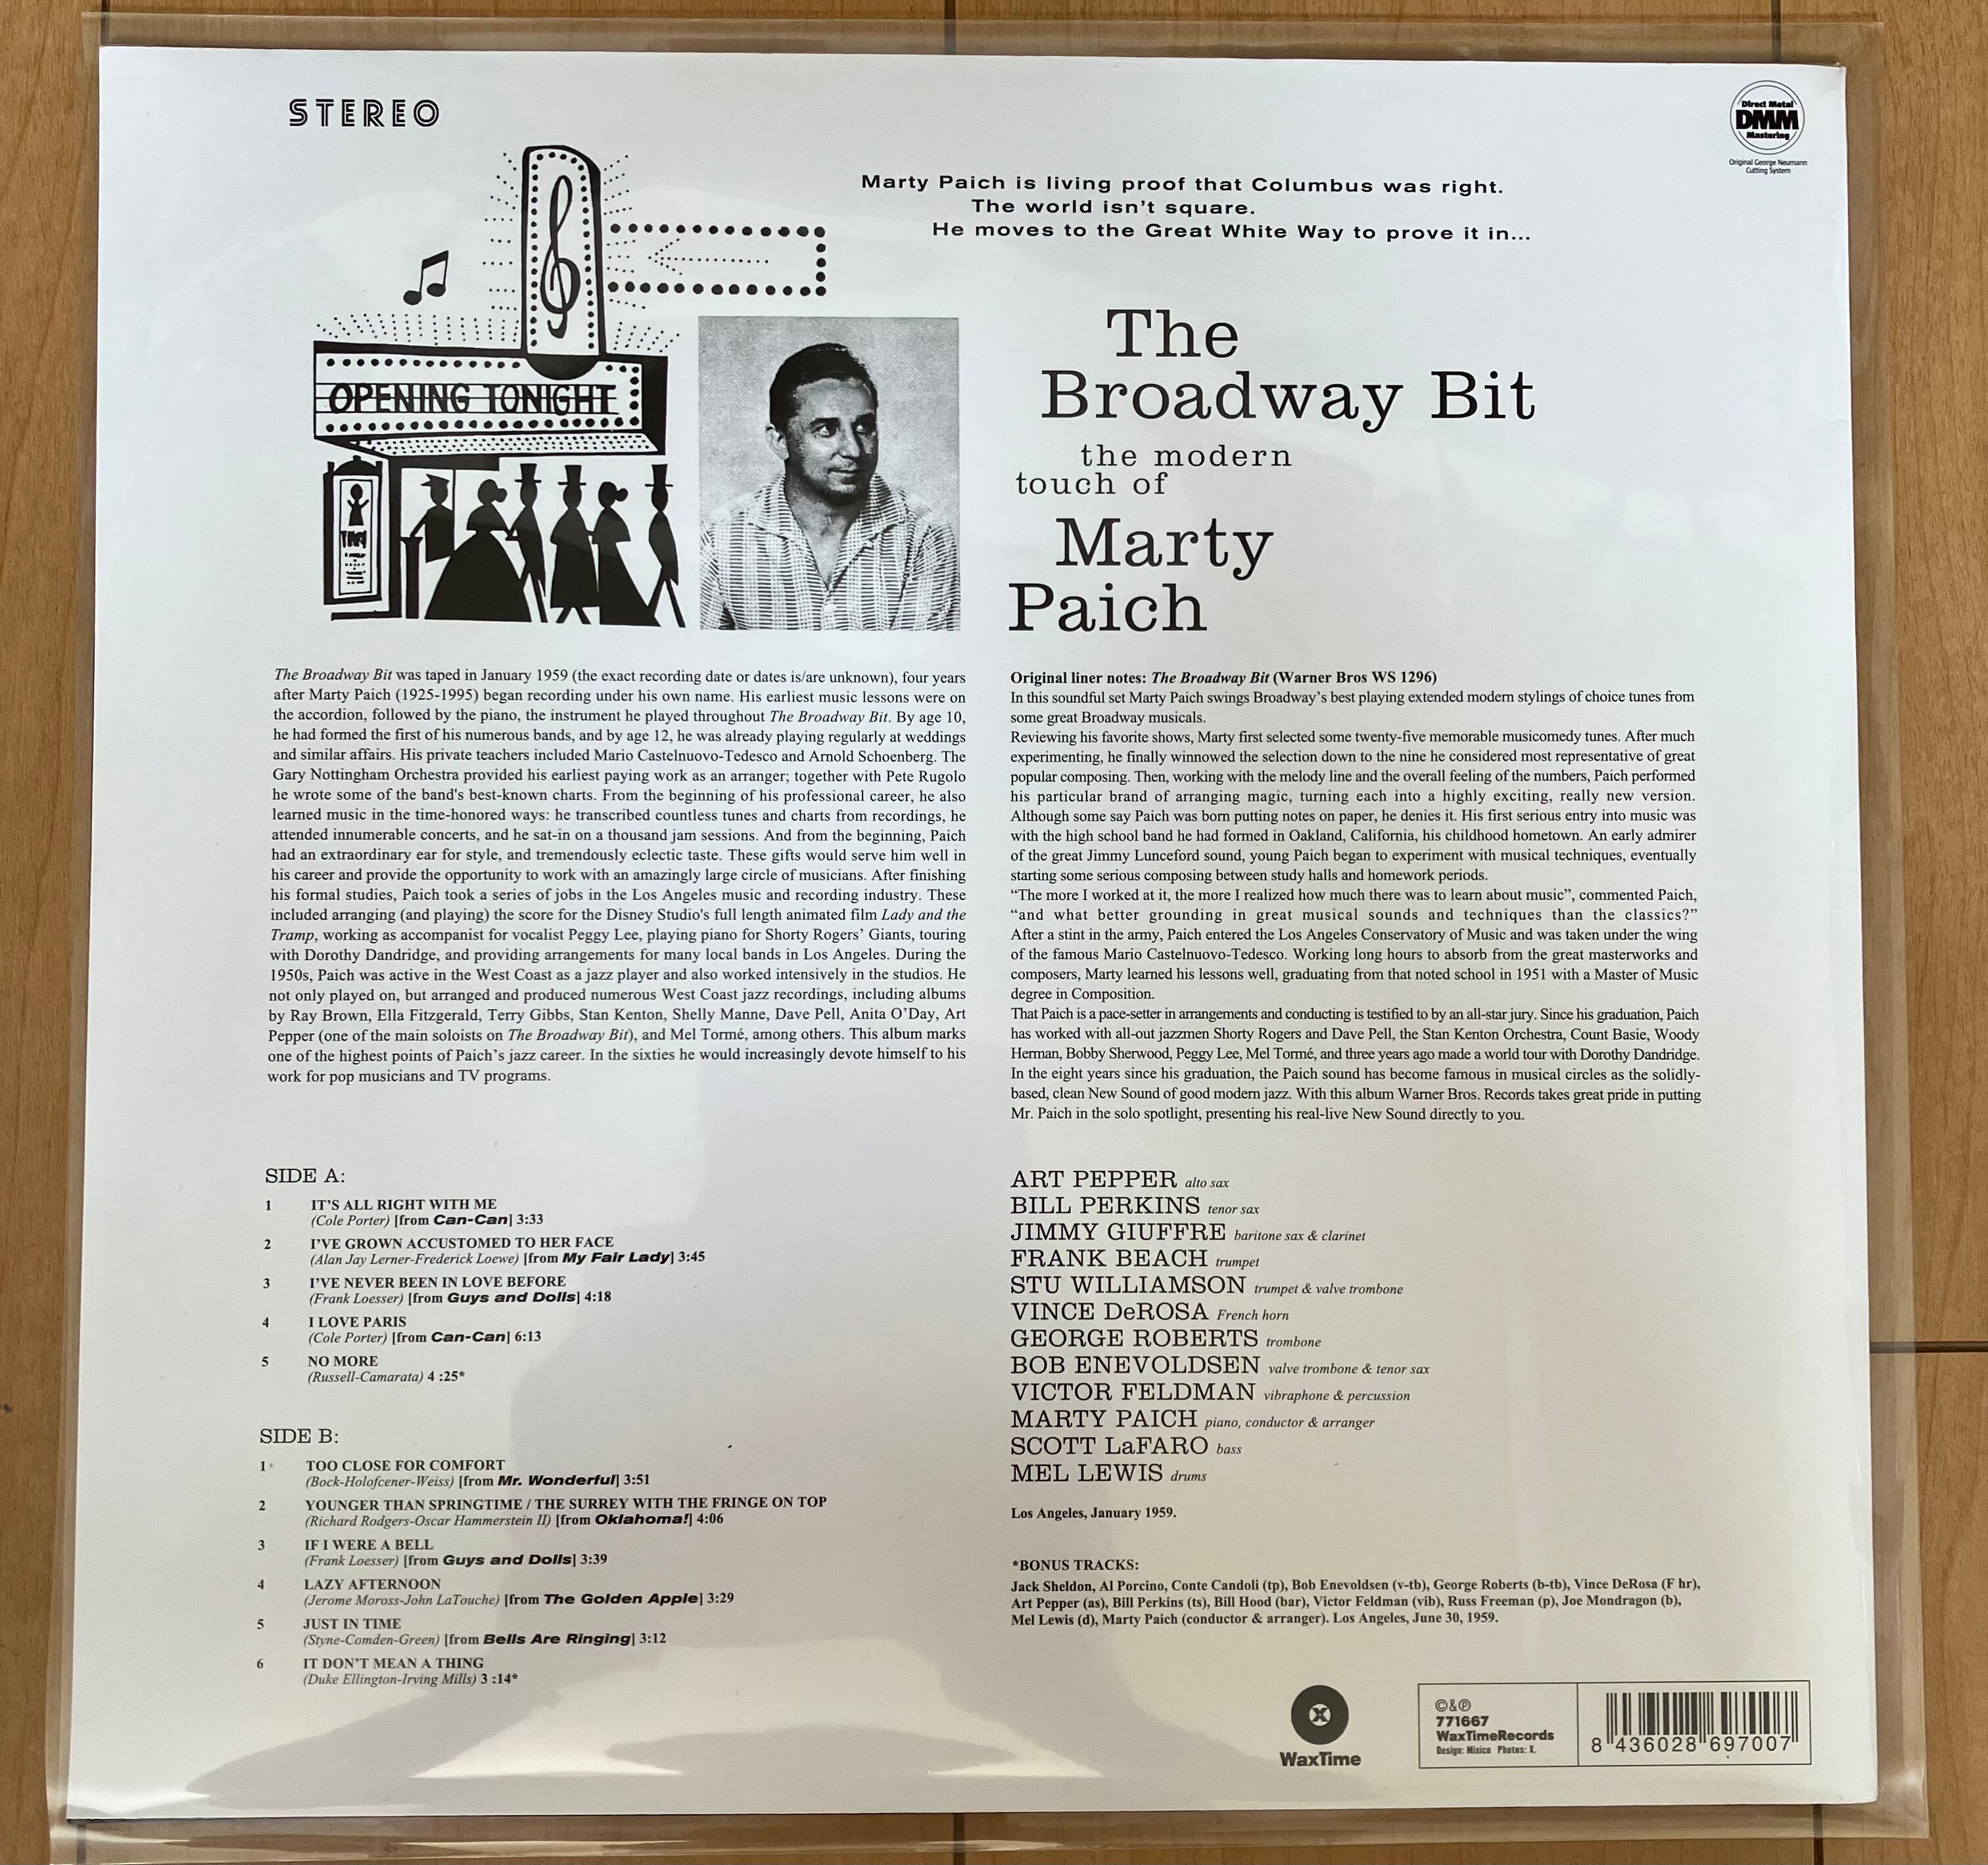 STEREO
Direct Metal
DMM
Mastering
Original George Neumann
Cutting System
Marty Paich is living proof that Columbus was right.
The world isn't square.
He moves to the Great White Way to prove it in...
OPENING TONIGHT
The
Broadway Bit
the modern
touch of
Marty
Paich
The Broadway Bit was taped in January 1959 (the exact recording date or dates is/are unknown), four years
after Marty Paich (1925-1995) began recording under his own name. His earliest music lessons were on
the accordion, followed by the piano, the instrument he played throughout The Broadway Bit. By age 10,
he had formed the first of his numerous bands, and by age 12, he was already playing regularly at weddings
and similar affairs. His private teachers included Mario Castelnuovo-Tedesco and Arnold Schoenberg. The
Gary Nottingham Orchestra provided his earliest paying work as an arranger; together with Pete Rugolo
he wrote some of the band's best-known charts. From the beginning of his professional career, he also
learned music in the time-honored ways: he transcribed countless tunes and charts from recordings, he
attended innumerable concerts, and he sat-in on a thousand jam sessions. And from the beginning, Paich
had an extraordinary ear for style, and tremendously eclectic taste. These gifts would serve him well in
his career and provide the opportunity to work with an amazingly large circle of musicians. After finishing
his formal studies, Paich took a series of jobs in the Los Angeles music and recording industry. These
included arranging (and playing) the score for the Disney Studio's full length animated film Lady and the
Tramp, working as accompanist for vocalist Peggy Lee, playing piano for Shorty Rogers' Giants, touring
with Dorothy Dandridge, and providing arrangements for many local bands in Los Angeles. During the
1950s, Paich was active in the West Coast as a jazz player and also worked intensively in the studios. He
not only played on, but arranged and produced numerous West Coast jazz recordings, including albums
by Ray Brown, Ella Fitzgerald, Terry Gibbs, Stan Kenton, Shelly Manne, Dave Pell, Anita O'Day, Art
Pepper (one of the main soloists on The Broadway Bit), and Mel Tormé, among others. This album marks
one of the highest points of Paich's jazz career. In the sixties he would increasingly devote himself to his
work for pop musicians and TV programs.
Original liner notes: The Broadway Bit (Warner Bros WS 1296)
In this soundful set Marty Paich swings Broadway's best playing extended modern stylings of choice tunes from
some great Broadway musicals.
Reviewing his favorite shows, Marty first selected some twenty-five memorable musicomedy tunes. After much
experimenting, he finally winnowed the selection down to the nine he considered most representative of great
popular composing. Then, working with the melody line and the overall feeling of the numbers, Paich performed
his particular brand of arranging magic, turning each into a highly exciting, really new version.
Although some say Paich was born putting notes on paper, he denies it. His first serious entry into music was
with the high school band he had formed in Oakland, California, his childhood hometown. An early admirer
of the great Jimmy Lunceford sound, young Paich began to experiment with musical techniques, eventually
starting some serious composing between study halls and homework periods.
“The more I worked at it, the more I realized how much there was to learn about music”, commented Paich,
“and what better grounding in great musical sounds and techniques than the classics?”
After a stint in the army, Paich entered the Los Angeles Conservatory of Music and was taken under the wing
of the famous Mario Castelnuovo-Tedesco. Working long hours to absorb from the great masterworks and
composers, Marty learned his lessons well, graduating from that noted school in 1951 with a Master of Music
degree in Composition.
That Paich is a pace-setter in arrangements and conducting is testified to by an all-star jury. Since his graduation, Paich
has worked with all-out jazzmen Shorty Rogers and Dave Pell, the Stan Kenton Orchestra, Count Basie, Woody
Herman, Bobby Sherwood, Peggy Lee, Mel Tormé, and three years ago made a world tour with Dorothy Dandridge.
In the eight years since his graduation, the Paich sound has become famous in musical circles as the solidly-
based, clean New Sound of good modern jazz. With this album Warner Bros. Records takes great pride in putting
Mr. Paich in the solo spotlight, presenting his real-live New Sound directly to you.
SIDE A:
1 IT'S ALL RIGHT WITH ME
(Cole Porter) [from Can-Can] 3:33
2 I'VE GROWN ACCUSTOMED TO HER FACE
(Alan Jay Lerner-Frederick Loewe) [from My Fair Lady] 3:45
3 I'VE NEVER BEEN IN LOVE BEFORE
(Frank Loesser) [from Guys and Dolls] 4:18
4 I LOVE PARIS
(Cole Porter) [from Can-Can] 6:13
5 NO MORE
(Russell-Camarata) 4 :25*
SIDE B:
1 TOO CLOSE FOR COMFORT
(Bock-Holofcener-Weiss) [from Mr. Wonderful] 3:51
2 YOUNGER THAN SPRINGTIME / THE SURREY WITH THE FRINGE ON TOP
(Richard Rodgers-Oscar Hammerstein II) [from Oklahoma!] 4:06
3 IF I WERE A BELL
(Frank Loesser) [from Guys and Dolls] 3:39
4 LAZY AFTERNOON
(Jerome Moross-John LaTouche) [from The Golden Apple] 3:29
5 JUST IN TIME
(Styne-Comden-Green) [from Bells Are Ringing] 3:12
6 IT DON'T MEAN A THING
(Duke Ellington-Irving Mills) 3 :14*
ART PEPPER alto sax
BILL PERKINS tenor sax
JIMMY GIUFFRE baritone sax & clarinet
FRANK BEACH trumpet
STU WILLIAMSON trumpet & valve trombone
VINCE DeROSA French horn
GEORGE ROBERTS trombone
BOB ENEVOLDSEN valve trombone & tenor sax
VICTOR FELDMAN vibraphone & percussion
MARTY PAICH piano, conductor & arranger
SCOTT LaFARO bass
MEL LEWIS drums
Los Angeles, January 1959.
*BONUS TRACKS:
Jack Sheldon, Al Porcino, Conte Candoli (tp), Bob Enevoldsen (v-tb), George Roberts (b-tb), Vince DeRosa (F hr),
Art Pepper (as), Bill Perkins (ts), Bill Hood (bar), Victor Feldman (vib), Russ Freeman (p), Joe Mondragon (b),
Mel Lewis (d), Marty Paich (conductor & arranger). Los Angeles, June 30, 1959.
WaxTime
©&℗
771667
WaxTimeRecords
Design: Mixico Photos: X.
8 436028 697007